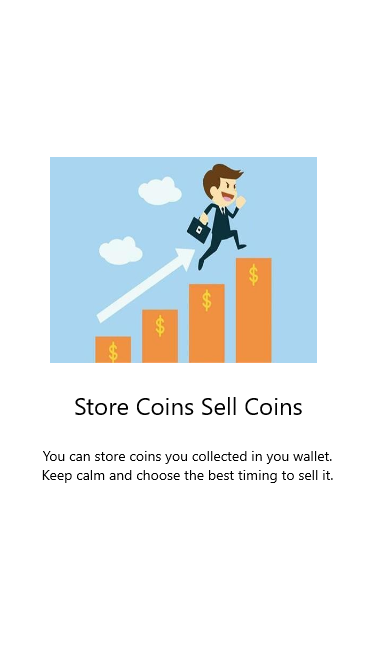 $ $ $ $
Store Coins Sell Coins
You can store coins you collected in you wallet.
Keep calm and choose the best timing to sell it.